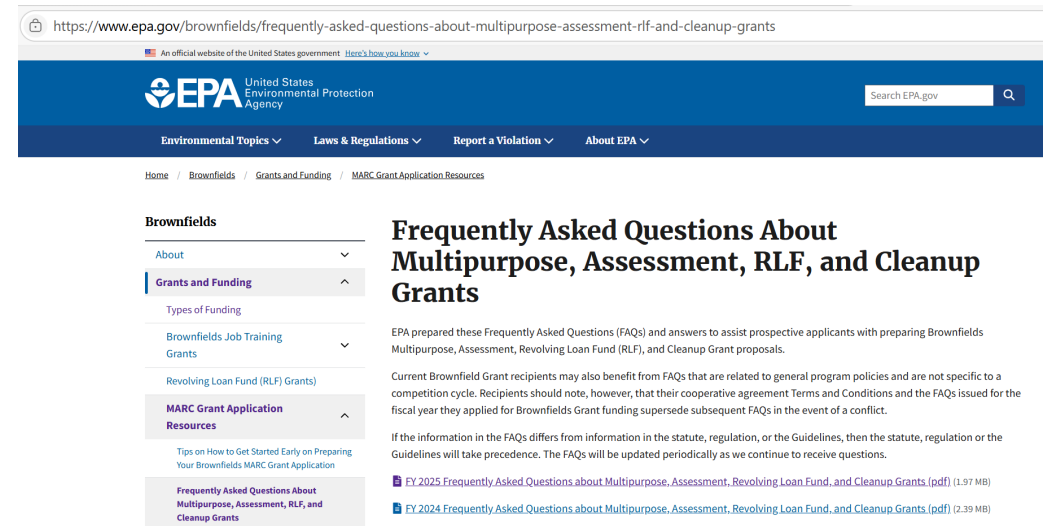 https://www.epa.gov/brownfields/frequently-asked-questions-about-multipurpose-assessment-rlf-and-cleanup-grants
An official website of the United States government Here's how you know
EPA United States
Environmental Protection
Agency
Search EPA.gov
Environmental Topics Laws & Regulations Report a Violation About EPA
Home / Brownfields / Grants and Funding / MARC Grant Application Resources
Brownfields
About
Grants and Funding
Types of Funding
Brownfields Job Training
Grants
Revolving Loan Fund (RLF) Grants)
MARC Grant Application
Resources
Tips on How to Get Started Early on Preparing
Your Brownfields MARC Grant Application
Frequently Asked Questions About
Multipurpose, Assessment, RLF, and
Cleanup Grants
Frequently Asked Questions About
Multipurpose, Assessment, RLF, and Cleanup
Grants
EPA prepared these Frequently Asked Questions (FAQs) and answers to assist prospective applicants with preparing Brownfields
Multipurpose, Assessment, Revolving Loan Fund (RLF), and Cleanup Grant proposals.
Current Brownfield Grant recipients may also benefit from FAQs that are related to general program policies and are not specific to a
competition cycle. Recipients should note, however, that their cooperative agreement Terms and Conditions and the FAQs issued for the
fiscal year they applied for Brownfields Grant funding supersede subsequent FAQs in the event of a conflict.
If the information in the FAQs differs from information in the statute, regulation, or the Guidelines, then the statute, regulation or the
Guidelines will take precedence. The FAQs will be updated periodically as we continue to receive questions.
FY 2025 Frequently Asked Questions about Multipurpose, Assessment, Revolving Loan Fund, and Cleanup Grants (pdf) (1.97 MB)
FY 2024 Frequently Asked Questions about Multipurpose, Assessment, Revolving Loan Fund, and Cleanup Grants (pdf) (2.39 MB)